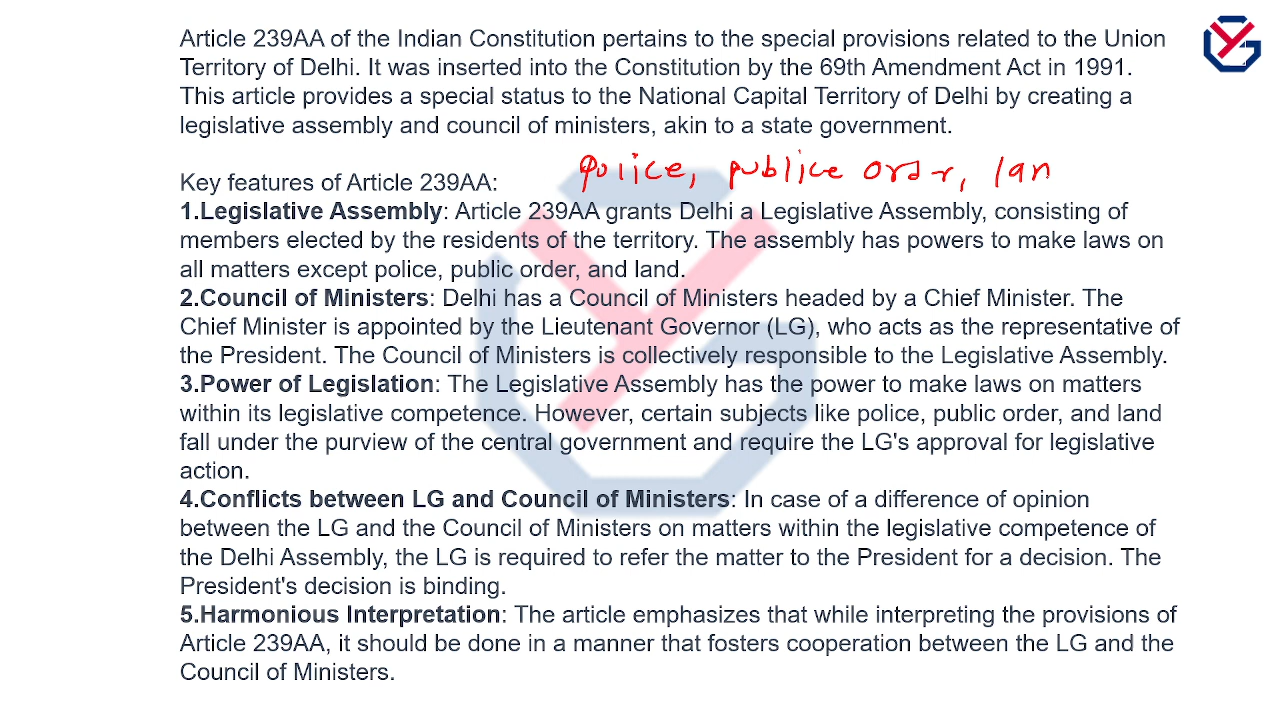 Article 239AA of the Indian Constitution pertains to the special provisions related to the Union
Territory of Delhi. It was inserted into the Constitution by the 69th Amendment Act in 1991.
This article provides a special status to the National Capital Territory of Delhi by creating a
legislative assembly and council of ministers, akin to a state government.
police, publice order, lan
Key features of Article 239AA:
1.Legislative Assembly: Article 239AA grants Delhi a Legislative Assembly, consisting of
members elected by the residents of the territory. The assembly has powers to make laws on
all matters except police, public order, and land.
2.Council of Ministers: Delhi has a Council of Ministers headed by a Chief Minister. The
Chief Minister is appointed by the Lieutenant Governor (LG), who acts as the representative of
the President. The Council of Ministers is collectively responsible to the Legislative Assembly.
3.Power of Legislation: The Legislative Assembly has the power to make laws on matters
within its legislative competence. However, certain subjects like police, public order, and land
fall under the purview of the central government and require the LG's approval for legislative
action.
4.Conflicts between LG and Council of Ministers: In case of a difference of opinion
between the LG and the Council of Ministers on matters within the legislative competence of
the Delhi Assembly, the LG is required to refer the matter to the President for a decision. The
President's decision is binding.
5.Harmonious Interpretation: The article emphasizes that while interpreting the provisions of
Article 239AA, it should be done in a manner that fosters cooperation between the LG and the
Council of Ministers.